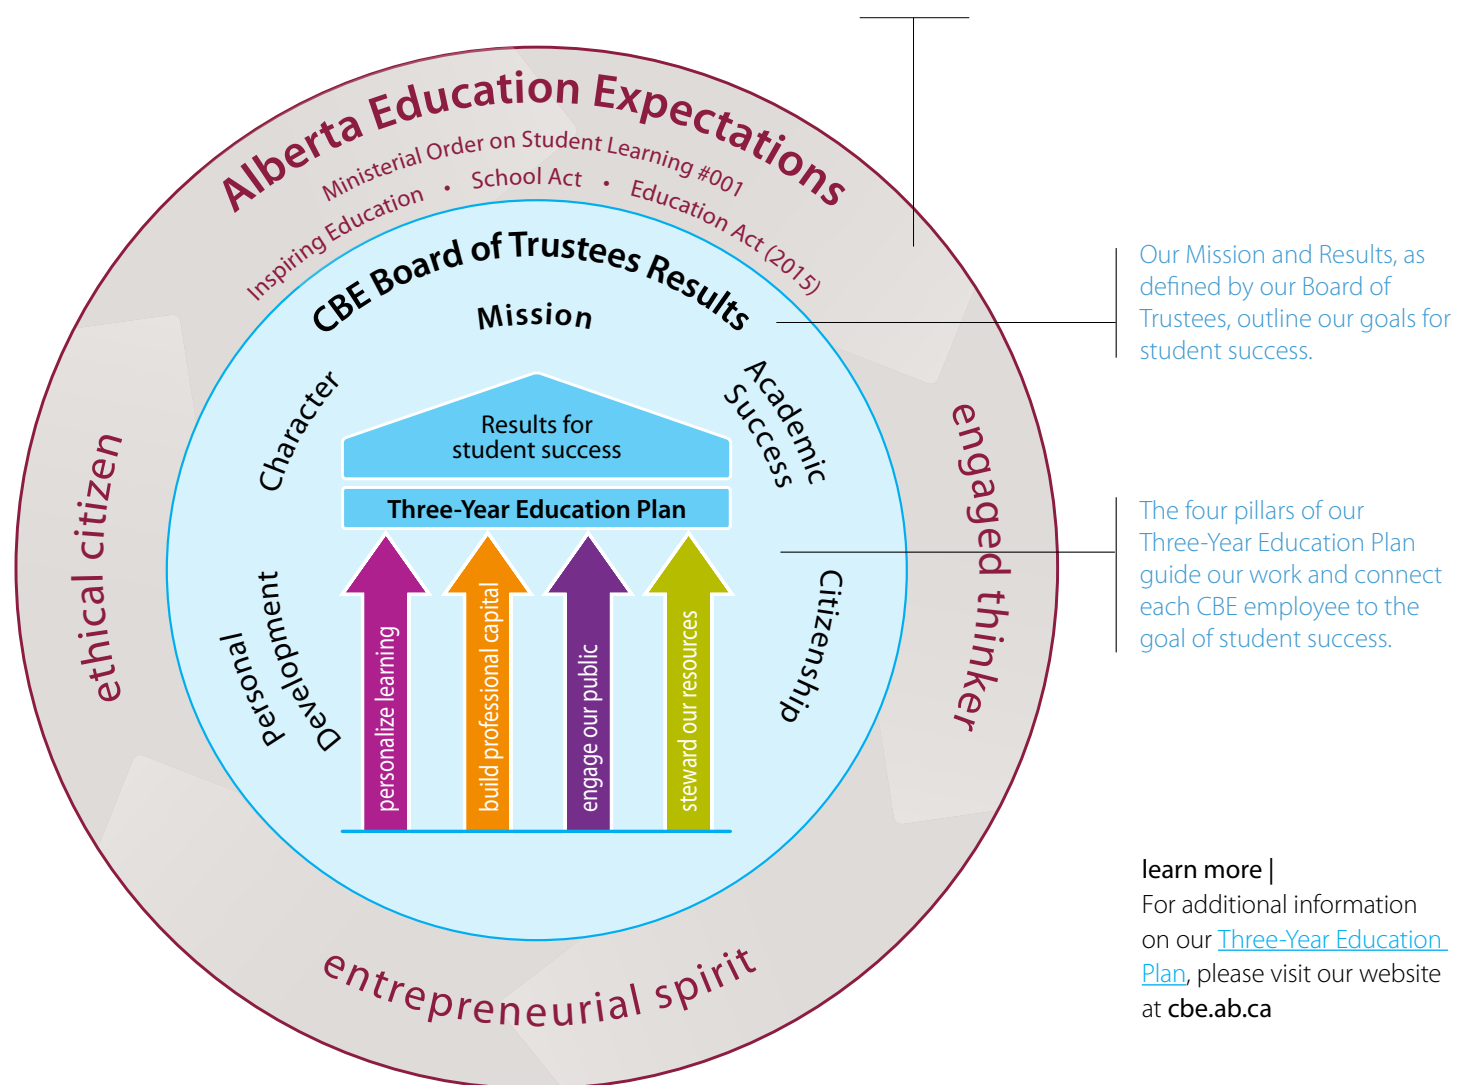 Alberta Education Expectations
Ministerial Order on Student Learning #001
Inspiring Education • School Act • Education Act (2015)
CBE Board of Trustees Results
Mission
Character
Academic
Success
Results for
student success
Three-Year Education Plan
personalize learning
build professional capital
engage our public
steward our resources
Personal
Development
Citizenship
ethical citizen
engaged thinker
entrepreneurial spirit
Our Mission and Results, as
defined by our Board of
Trustees, outline our goals for
student success.
The four pillars of our
Three-Year Education Plan
guide our work and connect
each CBE employee to the
goal of student success.
learn more |
For additional information
on our Three-Year Education
Plan, please visit our website
at cbe.ab.ca